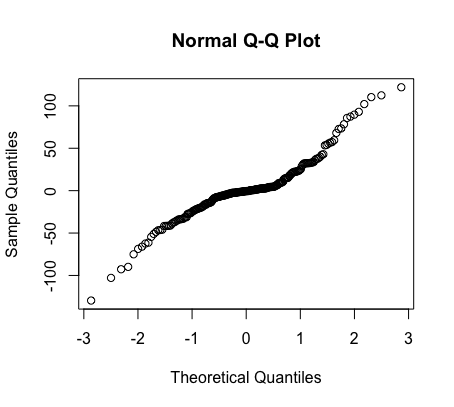 Normal Q-Q Plot
Sample Quantiles
100
50
0
-50
-100
-3 -2 -1 0 1 2 3
Theoretical Quantiles